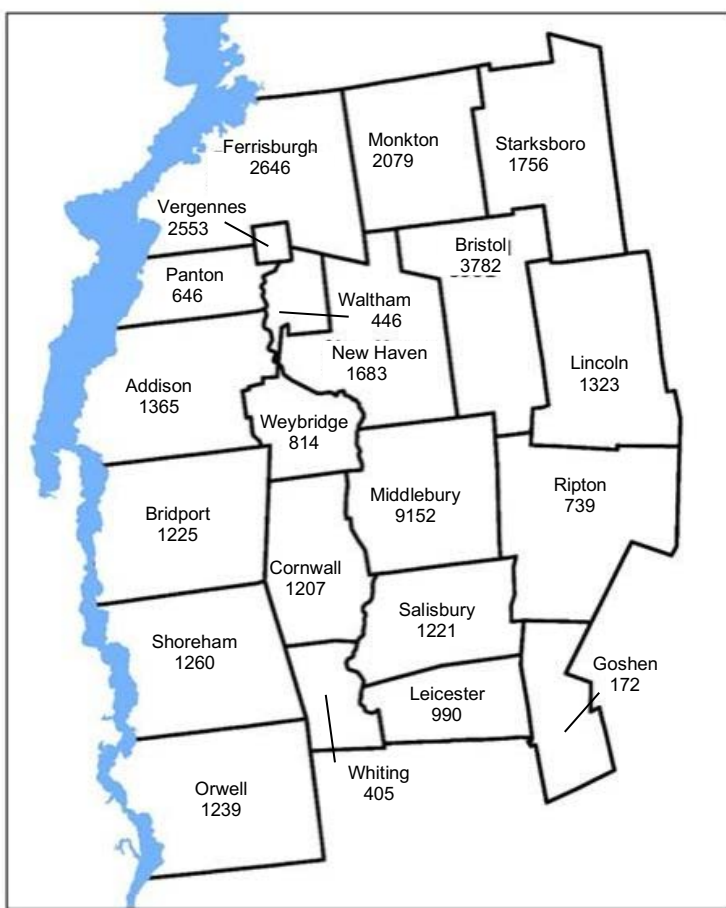 Ferrisburgh
2646
Monkton
2079
Starksboro
1756
Vergennes
2553
Bristol
3782
Panton
646
Waltham
446
New Haven
1683
Lincoln
1323
Addison
1365
Weybridge
814
Middlebury
9152
Ripton
739
Bridport
1225
Cornwall
1207
Salisbury
1221
Shoreham
1260
Goshen
172
Leicester
990
Whiting
405
Orwell
1239